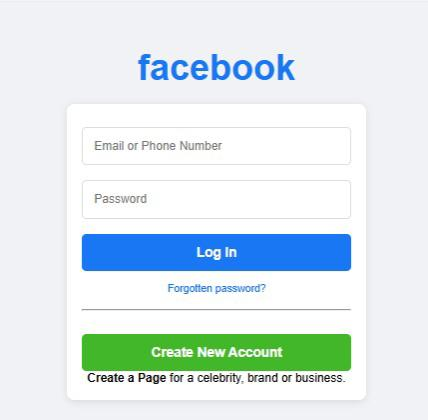 facebook
Email or Phone Number
Password
Log In
Forgotten password?
Create New Account
Create a Page for a celebrity, brand or business.